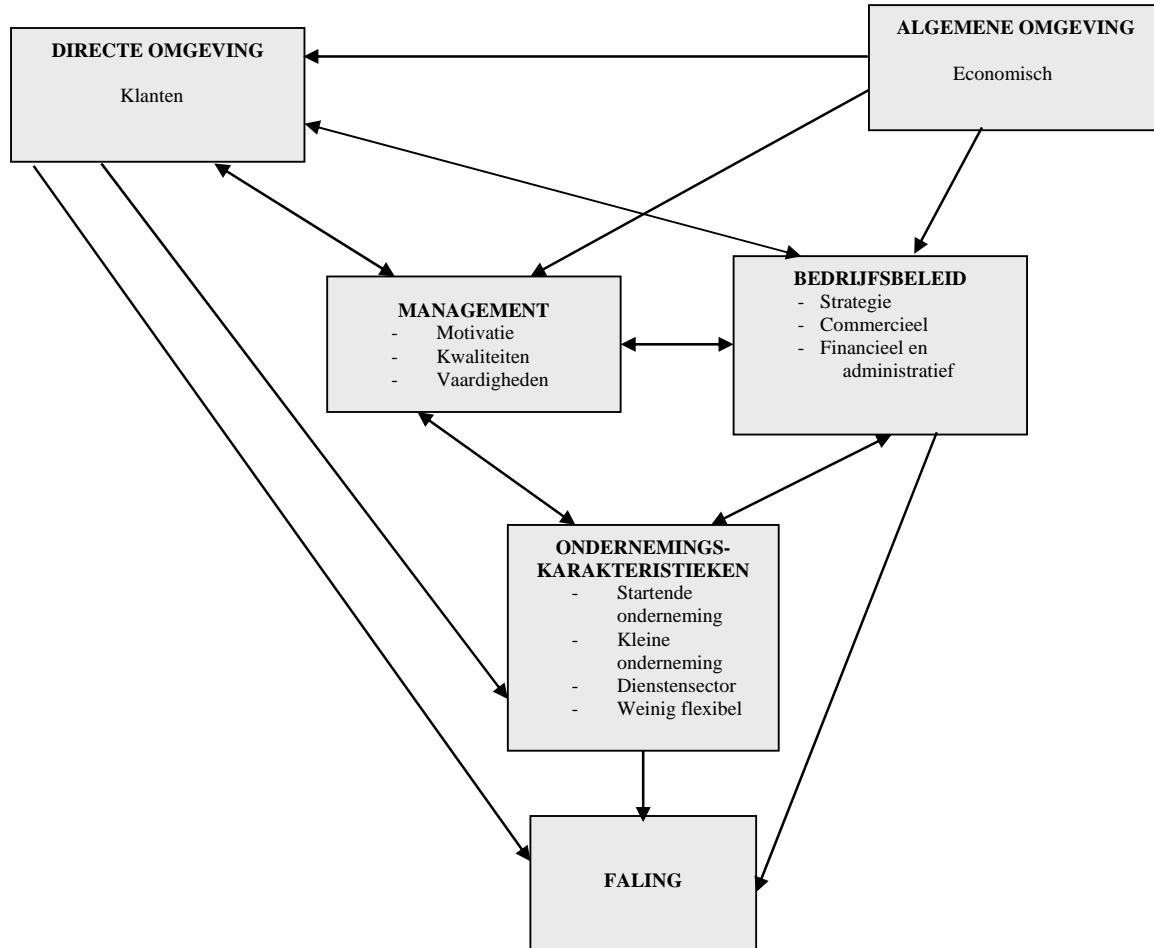 DIRECTE OMGEVING
Klanten
ALGEMENE OMGEVING
Economisch
MANAGEMENT
- Motivatie
- Kwaliteiten
- Vaardigheden
BEDRIJFSBELEID
- Strategie
- Commercieel
- Financieel en
administratief
ONDERNEMINGS-
KARAKTERISTIEKEN
- Startende
onderneming
- Kleine
onderneming
- Dienstensector
- Weinig flexibel
FALING